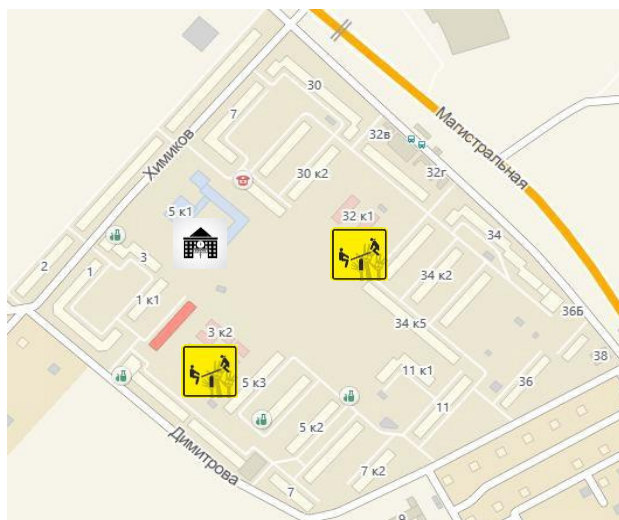 30
Магистральная
7
32в
Химиков
30 к2
32г
5 к1
32 к1
34
3
34 к2
2
1
1 к1
36Б
3 к2
34 к5
38
11 к1
36
5 к3
11
5 к2
Димитрова
7 к2
7